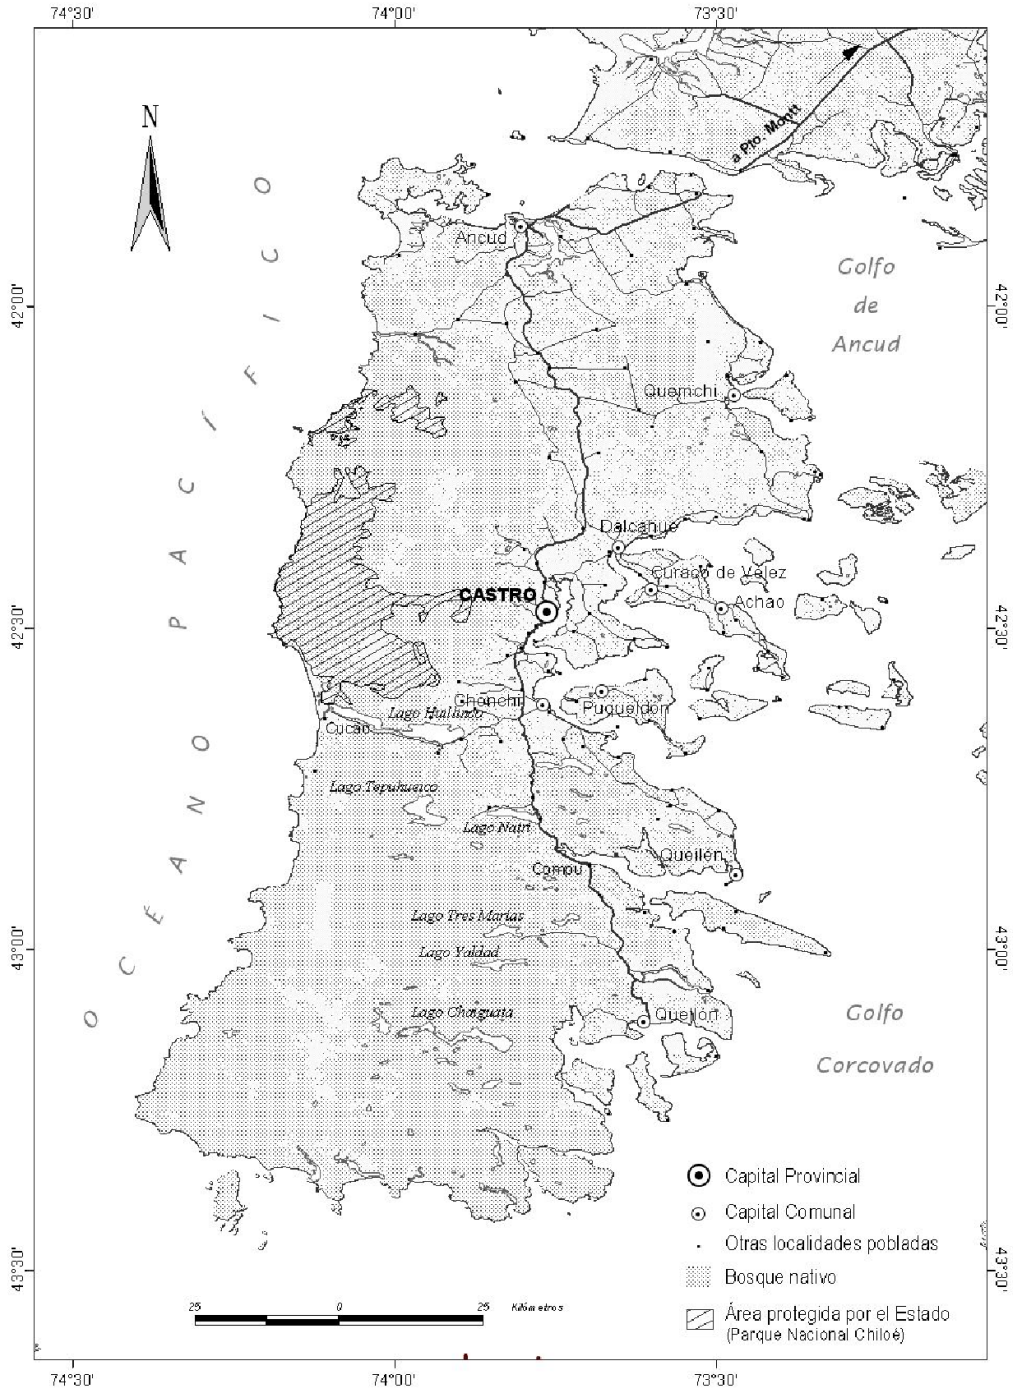 74°30'
74°00'
73°30'
N
a Pto. Montt
OCÉANO PACÍFICO
Ancud
Golfo
de
Ancud
42°00'
42°00'
Quemchi
Dalcahue
Curaco de Vélez
CASTRO
Achao
42°30'
42°30'
Chonchi
Puqueldón
Lago Huillinco
Cucao
Lago Tepuhueico
Lago Natri
Queilén
Compu
Lago Tres Marías
Lago Yaldad
43°00'
43°00'
Lago Chaiguata
Quellón
Golfo
Corcovado
Capital Provincial
Capital Comunal
Otras localidades pobladas
Bosque nativo
43°30'
43°30'
25 0 25 Kilómetros
Área protegida por el Estado
(Parque Nacional Chiloé)
74°30'
74°00'
73°30'